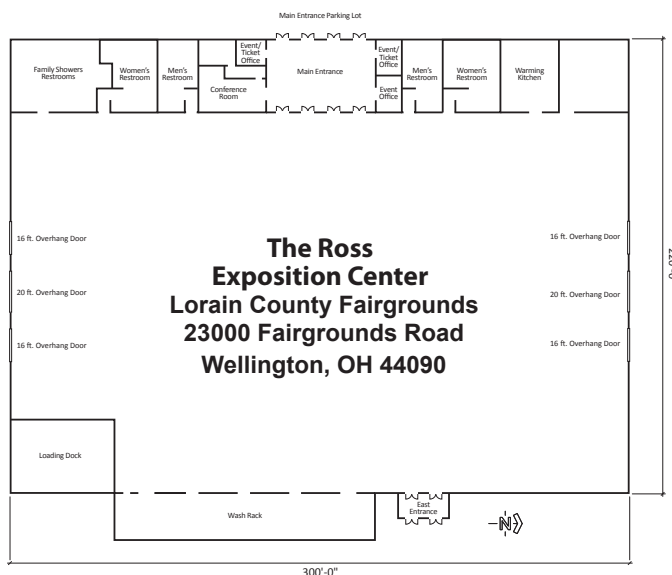 Main Entrance Parking Lot
Family Showers
Restrooms
Women's
Restroom
Men's
Restroom
Event/
Ticket
Office
Conference
Room
Main Entrance
Event/
Ticket
Office
Event
Office
Men's
Restroom
Women's
Restroom
Warming
Kitchen
16 ft. Overhang Door
16 ft. Overhang Door
20 ft. Overhang Door
20 ft. Overhang Door
16 ft. Overhang Door
16 ft. Overhang Door
The Ross
Exposition Center
Lorain County Fairgrounds
23000 Fairgrounds Road
Wellington, OH 44090
Loading Dock
Wash Rack
East
Entrance
N
300'-0"